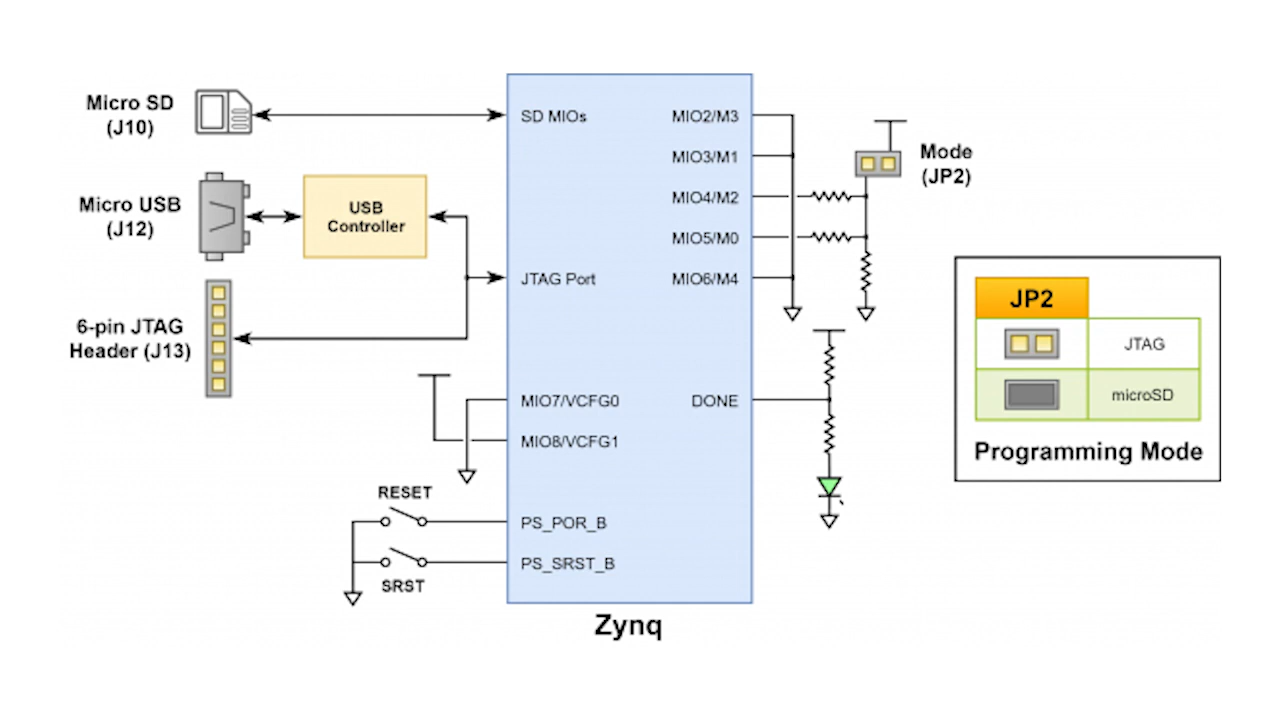 Micro SD
(J10)
Micro USB
(J12)
6-pin JTAG
Header (J13)
USB
Controller
SD MIOs
JTAG Port
MIO7/VCFG0
MIO8/VCFG1
PS_POR_B
PS_SRST_B
RESET
SRST
MIO2/M3
MIO3/M1
MIO4/M2
MIO5/M0
MIO6/M4
DONE
Zynq
Mode
(JP2)
JP2
JTAG
microSD
Programming Mode